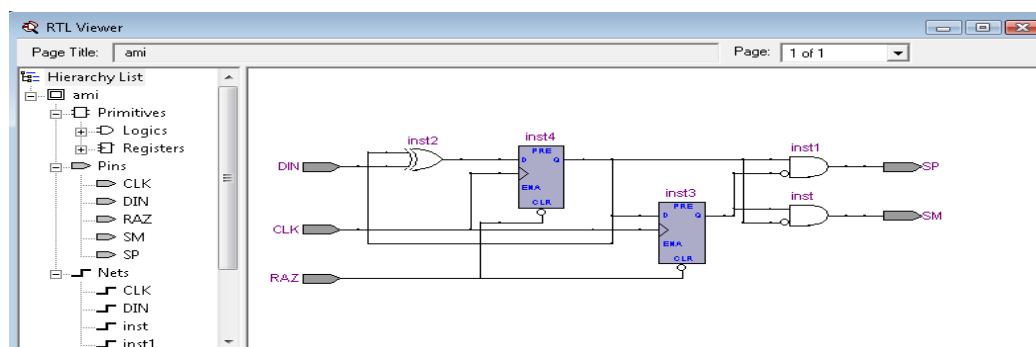 RTL Viewer
Page Title: ami
Page: 1 of 1
Hierarchy List
ami
Primitives
Logics
Registers
Pins
CLK
DIN
RAZ
SM
SP
Nets
CLK
DIN
inst
inst1
inst2
inst4
PRE
D Q
ENA
CLR
inst3
PRE
D Q
ENA
CLR
inst1
inst
DIN
CLK
RAZ
SP
SM